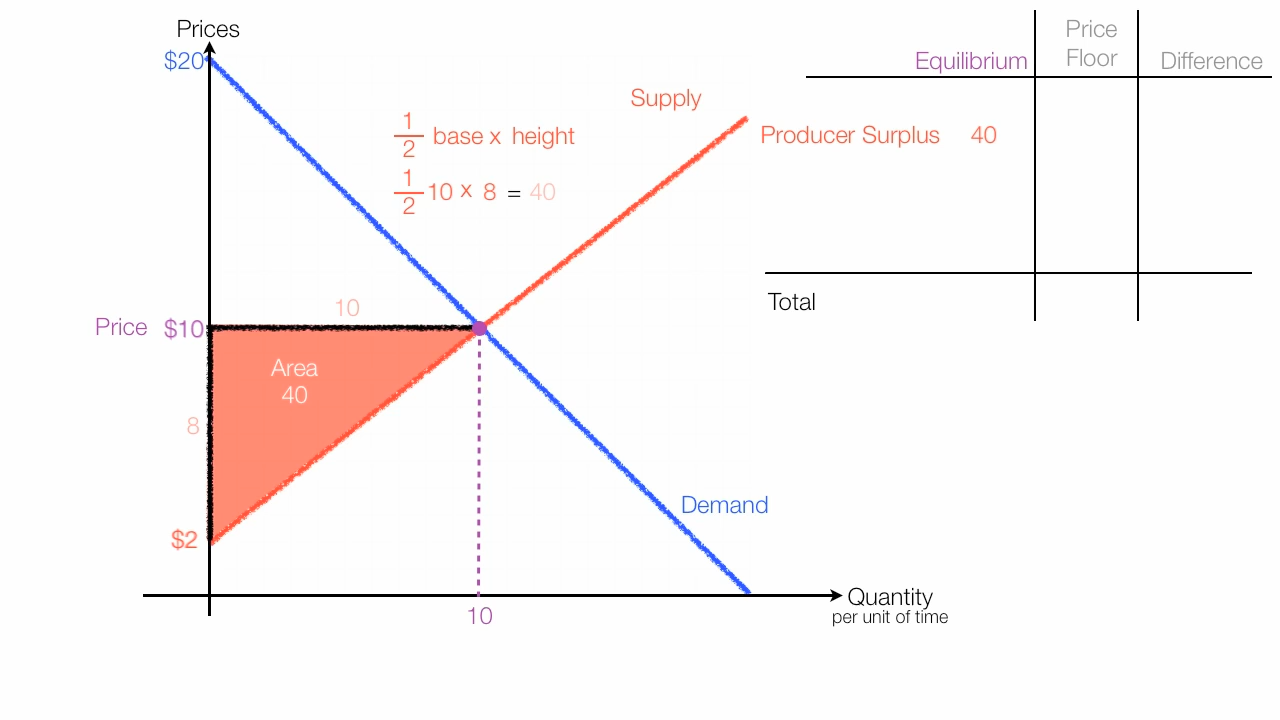 Prices
$20
Supply
1
2
base x height
1
2
10 x 8 = 40
10
Price $10
Area
40
8
$2
Demand
10
Quantity
per unit of time
Equilibrium
Price
Floor
Difference
Producer Surplus 40
Total